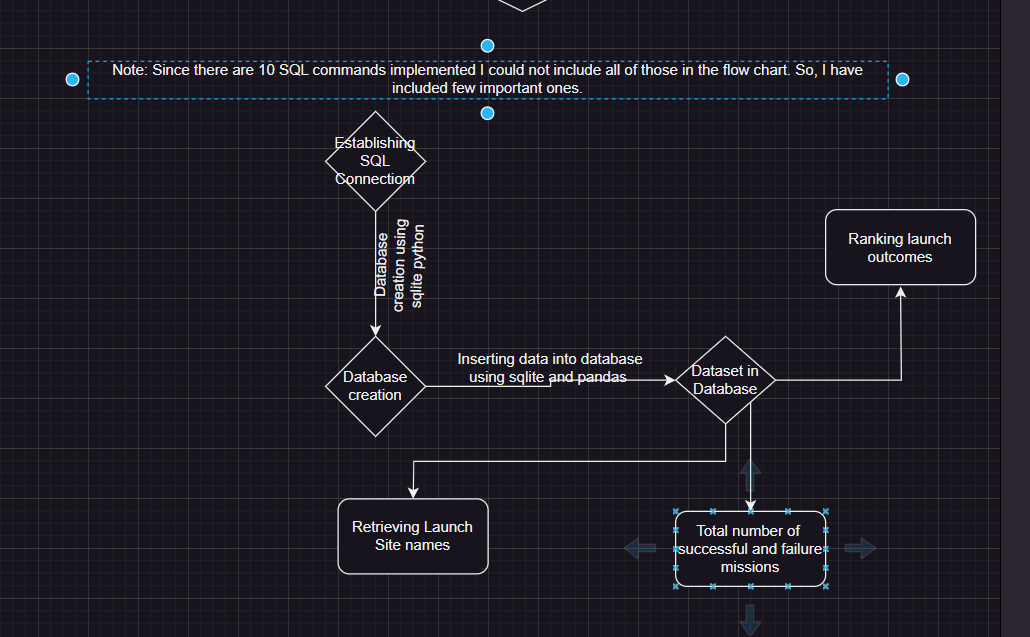 Note: Since there are 10 SQL commands implemented I could not include all of those in the flow chart. So, I have
included few important ones.
Establishing
SQL
Connectiom
Database
creation using
sqlite python
Ranking launch
outcomes
Database
creation
Inserting data into database
using sqlite and pandas
Dataset in
Database
Retrieving Launch
Site names
Total number of
successful and failure
missions